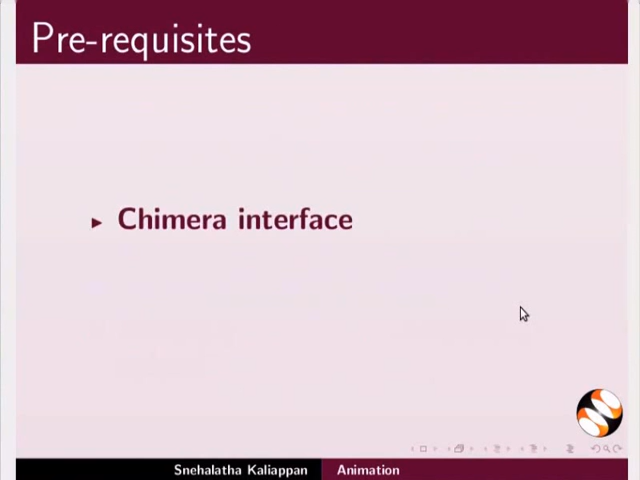 Pre-requisites
Chimera interface
Snehalatha Kaliappan Animation